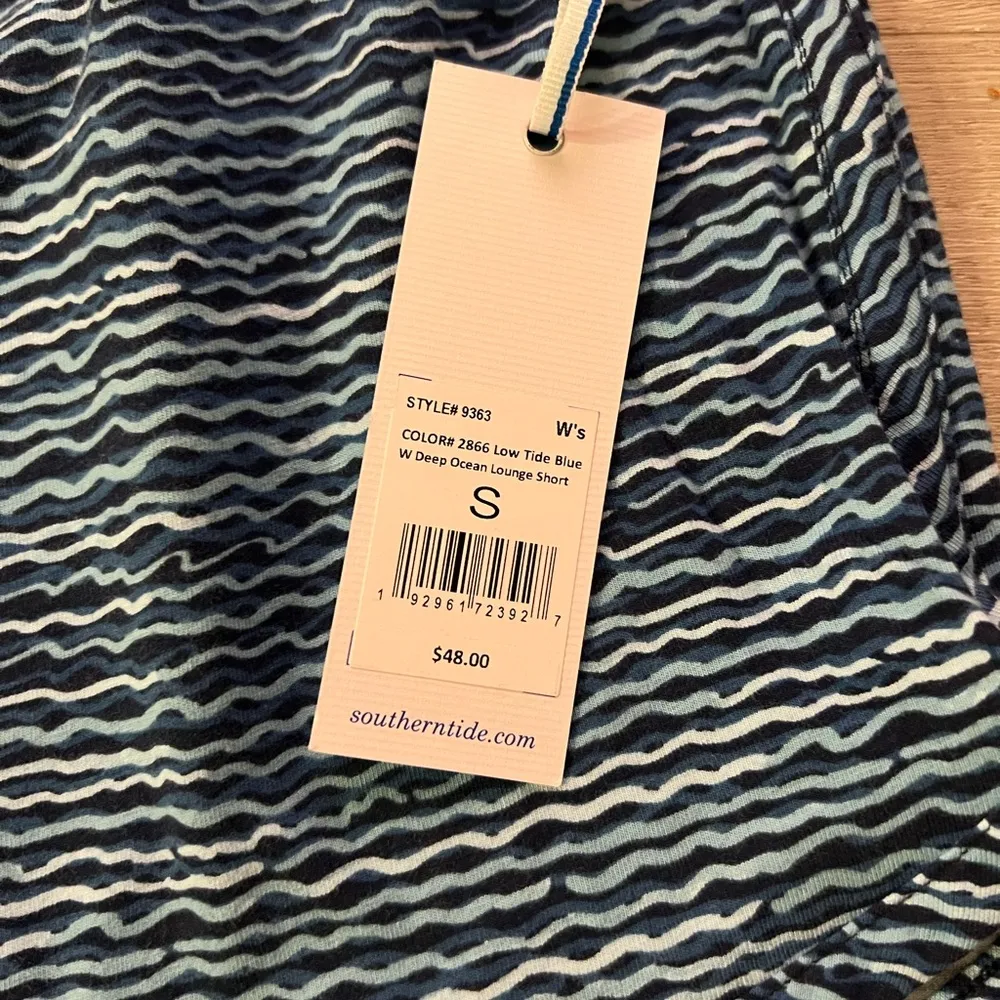 STYLE# 9363
W's
COLOR# 2866 Low Tide Blue
W Deep Ocean Lounge Short
S
1 92961 72392 7
$48.00
southerntide.com